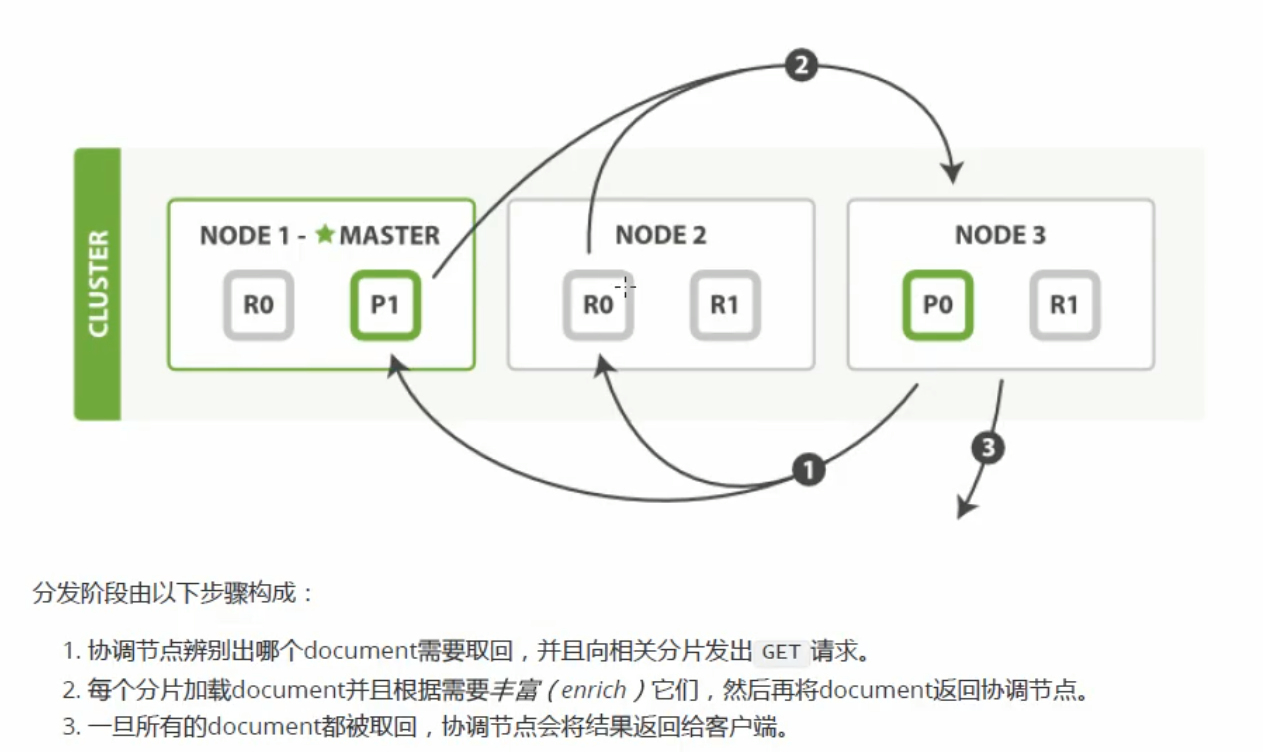 2
CLUSTER
NODE 1 - ★ MASTER
NODE 2
NODE 3
R0 P1 R0 R1 P0 R1
1
3
分发阶段由以下步骤构成：
1. 协调节点辨别出哪个document需要取回，并且向相关分片发出 GET 请求。
2. 每个分片加载document并且根据需要丰富（enrich）它们，然后再将document返回协调节点。
3. 一旦所有的document都被取回，协调节点会将结果返回给客户端。